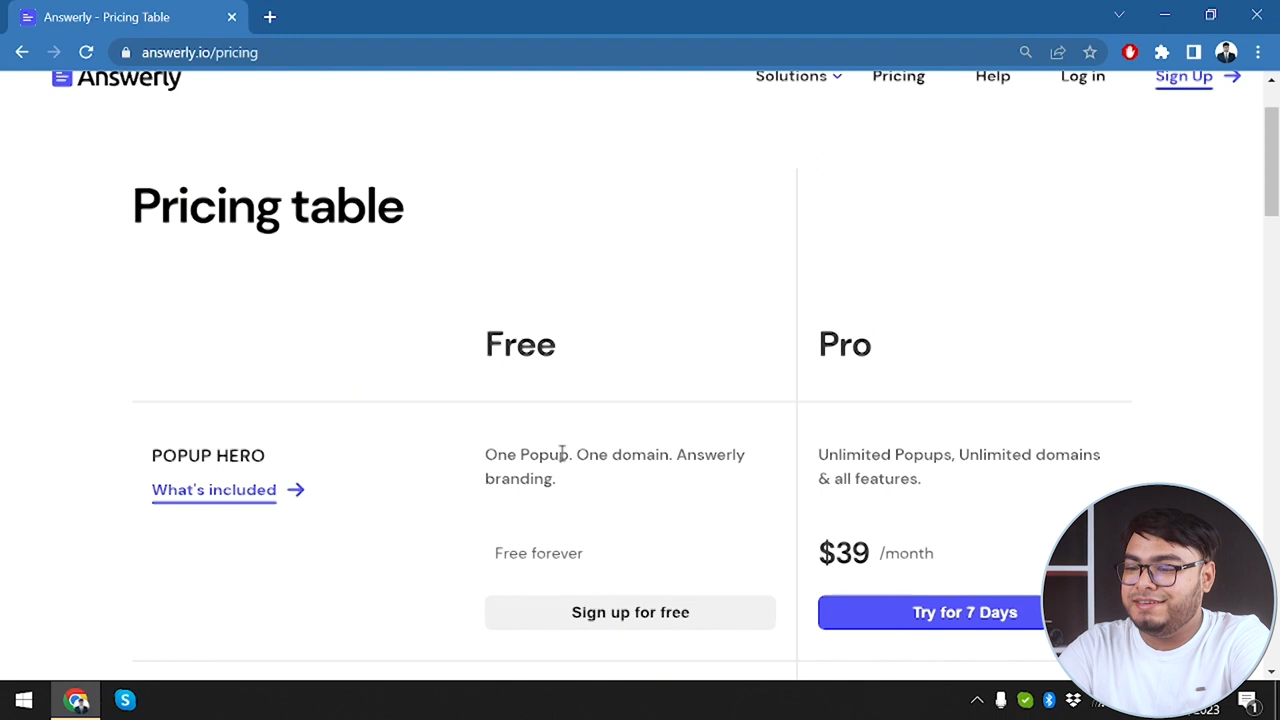 Answerly - Pricing Table
answerly.io/pricing
Answerly
Solutions
Pricing
Help
Log in
Sign Up
Pricing table
Free
Pro
POPUP HERO
What's included
One Popup. One domain. Answerly
branding.
Unlimited Popups, Unlimited domains
& all features.
Free forever
$39 /month
Sign up for free
Try for 7 Days
2023
1